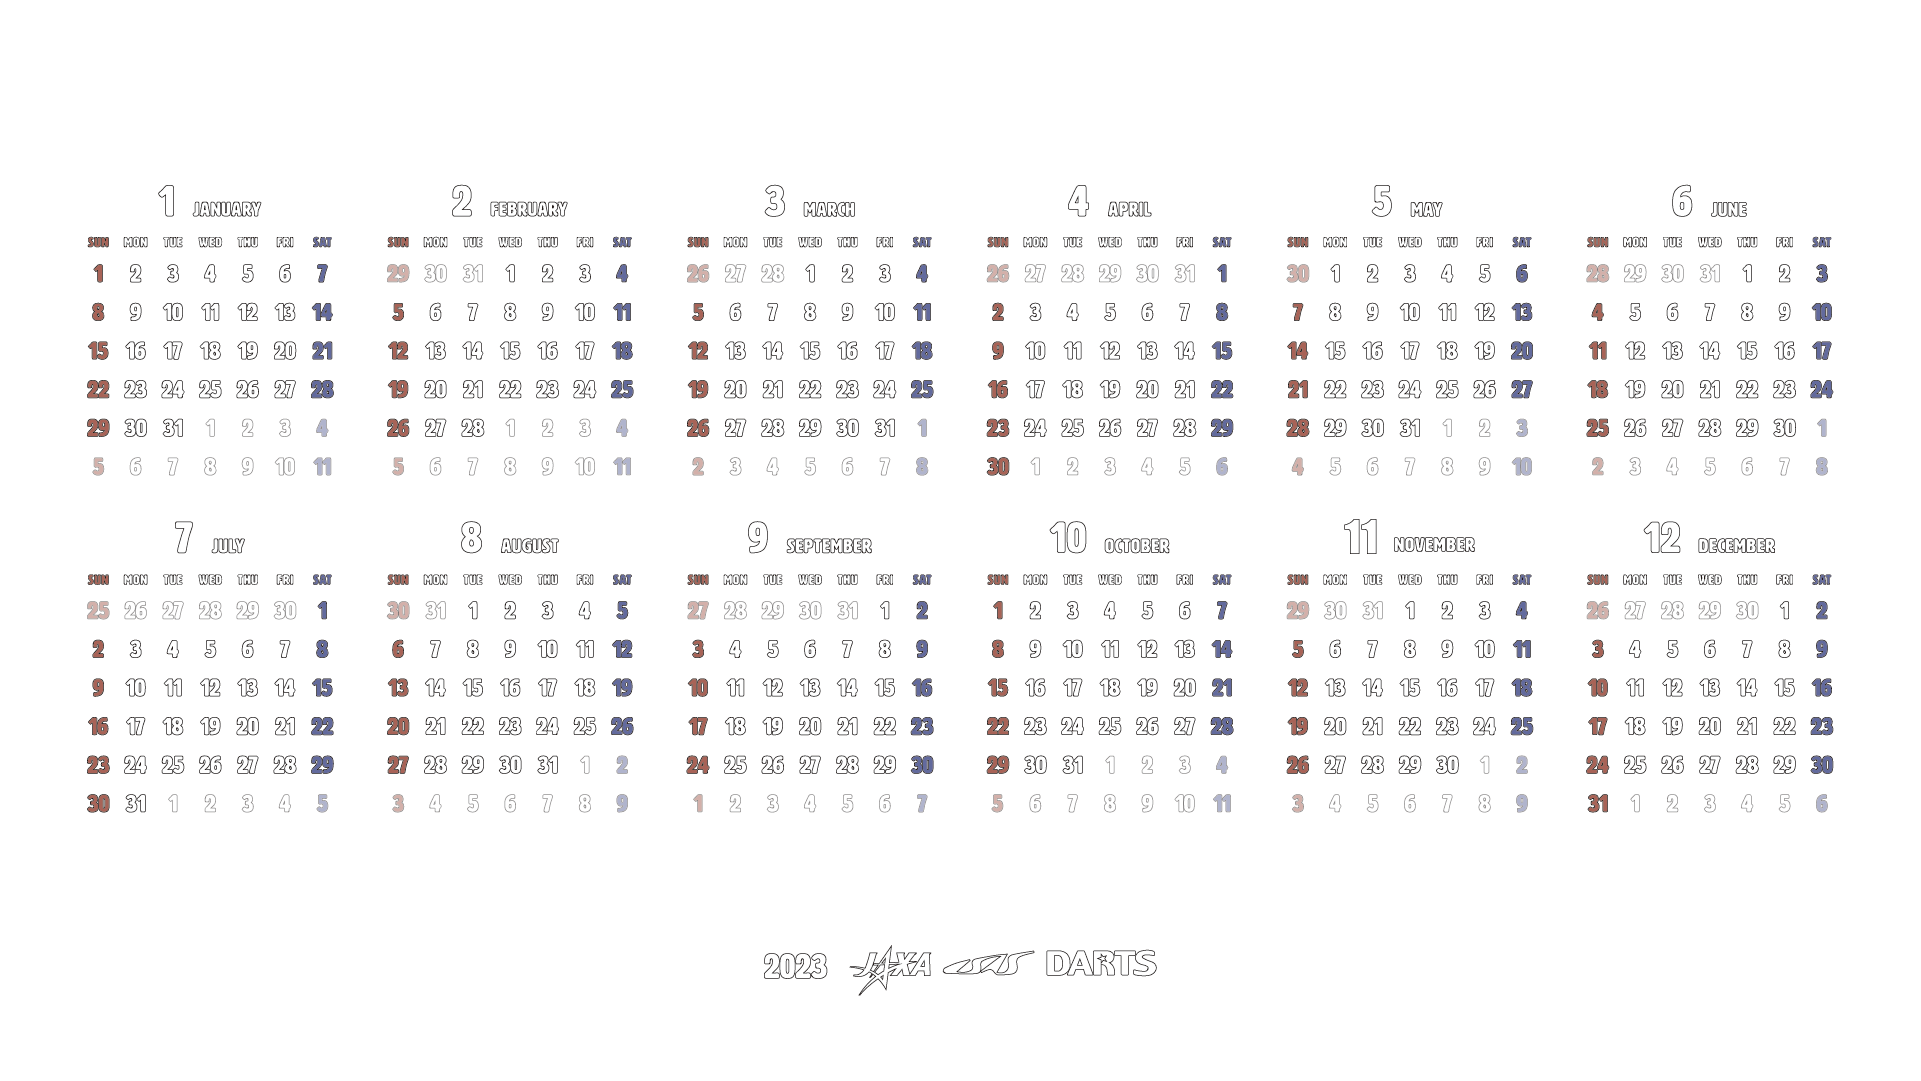 1 JANUARY
SUN MON TUE WED THU FRI SAT
1 2 3 4 5 6 7
8 9 10 11 12 13 14
15 16 17 18 19 20 21
22 23 24 25 26 27 28
29 30 31 1 2 3 4
5 6 7 8 9 10 11
2 FEBRUARY
SUN MON TUE WED THU FRI SAT
29 30 31 1 2 3 4
5 6 7 8 9 10 11
12 13 14 15 16 17 18
19 20 21 22 23 24 25
26 27 28 1 2 3 4
5 6 7 8 9 10 11
3 MARCH
SUN MON TUE WED THU FRI SAT
26 27 28 1 2 3 4
5 6 7 8 9 10 11
12 13 14 15 16 17 18
19 20 21 22 23 24 25
26 27 28 29 30 31 1
2 3 4 5 6 7 8
4 APRIL
SUN MON TUE WED THU FRI SAT
26 27 28 29 30 31 1
2 3 4 5 6 7 8
9 10 11 12 13 14 15
16 17 18 19 20 21 22
23 24 25 26 27 28 29
30 1 2 3 4 5 6
5 MAY
SUN MON TUE WED THU FRI SAT
30 1 2 3 4 5 6
7 8 9 10 11 12 13
14 15 16 17 18 19 20
21 22 23 24 25 26 27
28 29 30 31 1 2 3
4 5 6 7 8 9 10
6 JUNE
SUN MON TUE WED THU FRI SAT
28 29 30 31 1 2 3
4 5 6 7 8 9 10
11 12 13 14 15 16 17
18 19 20 21 22 23 24
25 26 27 28 29 30 1
2 3 4 5 6 7 8
7 JULY
SUN MON TUE WED THU FRI SAT
25 26 27 28 29 30 1
2 3 4 5 6 7 8
9 10 11 12 13 14 15
16 17 18 19 20 21 22
23 24 25 26 27 28 29
30 31 1 2 3 4 5
8 AUGUST
SUN MON TUE WED THU FRI SAT
30 31 1 2 3 4 5
6 7 8 9 10 11 12
13 14 15 16 17 18 19
20 21 22 23 24 25 26
27 28 29 30 31 1 2
3 4 5 6 7 8 9
9 SEPTEMBER
SUN MON TUE WED THU FRI SAT
27 28 29 30 31 1 2
3 4 5 6 7 8 9
10 11 12 13 14 15 16
17 18 19 20 21 22 23
24 25 26 27 28 29 30
1 2 3 4 5 6 7
10 OCTOBER
SUN MON TUE WED THU FRI SAT
1 2 3 4 5 6 7
8 9 10 11 12 13 14
15 16 17 18 19 20 21
22 23 24 25 26 27 28
29 30 31 1 2 3 4
5 6 7 8 9 10 11
11 NOVEMBER
SUN MON TUE WED THU FRI SAT
29 30 31 1 2 3 4
5 6 7 8 9 10 11
12 13 14 15 16 17 18
19 20 21 22 23 24 25
26 27 28 29 30 1 2
3 4 5 6 7 8 9
12 DECEMBER
SUN MON TUE WED THU FRI SAT
26 27 28 29 30 1 2
3 4 5 6 7 8 9
10 11 12 13 14 15 16
17 18 19 20 21 22 23
24 25 26 27 28 29 30
31 1 2 3 4 5 6
2023 JAXA ISAS DARTS